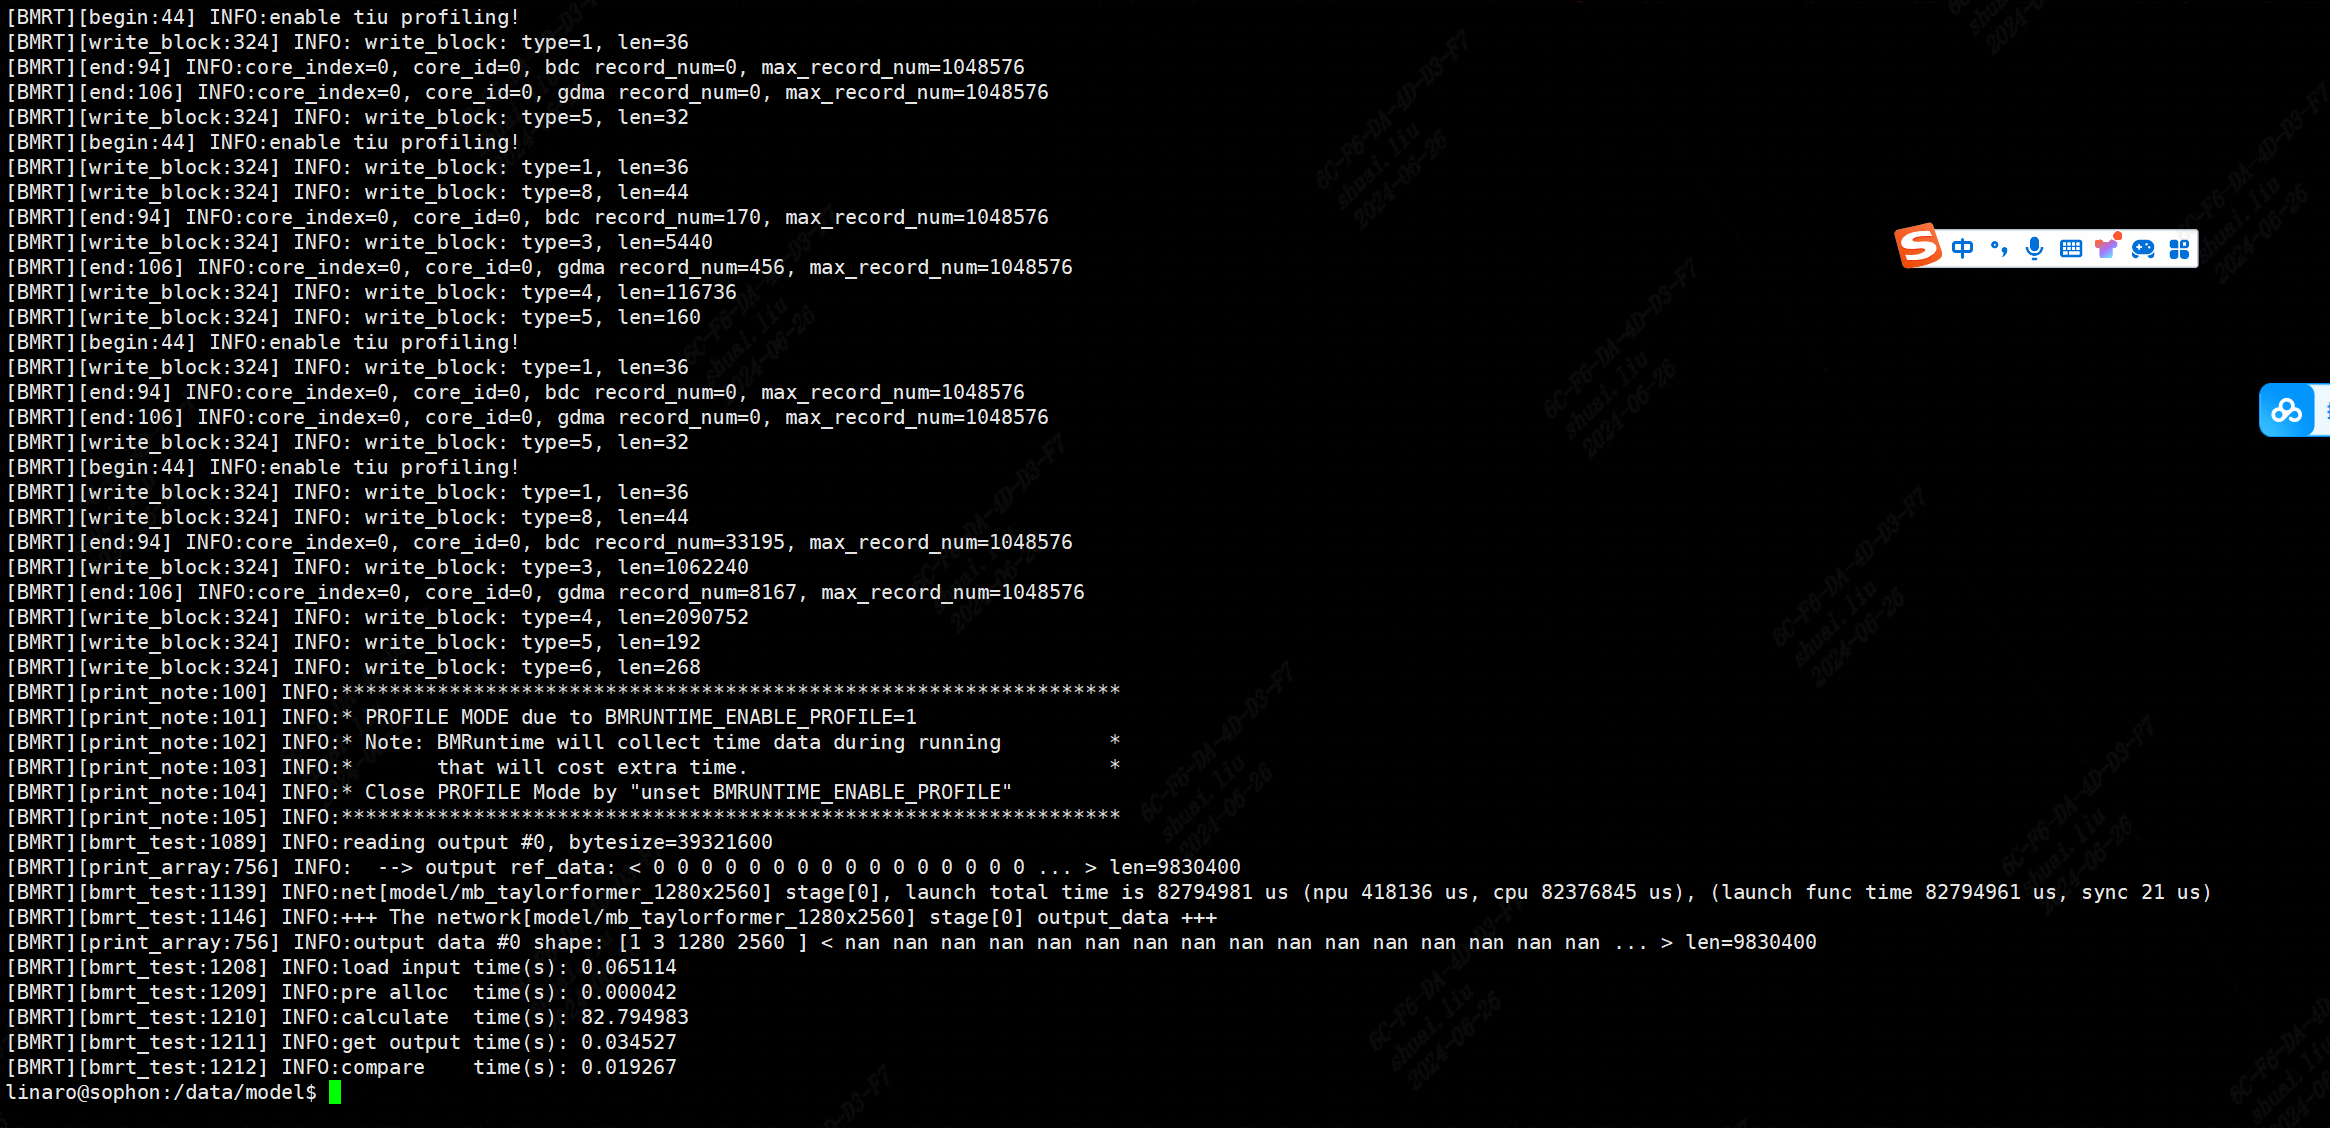 [BMRT][begin:44] INFO:enable tiu profiling!
[BMRT][write_block:324] INFO: write_block: type=1, len=36
[BMRT][end:94] INFO:core_index=0, core_id=0, bdc record_num=0, max_record_num=1048576
[BMRT][end:106] INFO:core_index=0, core_id=0, gdma record_num=0, max_record_num=1048576
[BMRT][write_block:324] INFO: write_block: type=5, len=32
[BMRT][begin:44] INFO:enable tiu profiling!
[BMRT][write_block:324] INFO: write_block: type=1, len=36
[BMRT][write_block:324] INFO: write_block: type=8, len=44
[BMRT][end:94] INFO:core_index=0, core_id=0, bdc record_num=170, max_record_num=1048576
[BMRT][write_block:324] INFO: write_block: type=3, len=5440
[BMRT][end:106] INFO:core_index=0, core_id=0, gdma record_num=456, max_record_num=1048576
[BMRT][write_block:324] INFO: write_block: type=4, len=116736
[BMRT][write_block:324] INFO: write_block: type=5, len=160
[BMRT][begin:44] INFO:enable tiu profiling!
[BMRT][write_block:324] INFO: write_block: type=1, len=36
[BMRT][end:94] INFO:core_index=0, core_id=0, bdc record_num=0, max_record_num=1048576
[BMRT][end:106] INFO:core_index=0, core_id=0, gdma record_num=0, max_record_num=1048576
[BMRT][write_block:324] INFO: write_block: type=5, len=32
[BMRT][begin:44] INFO:enable tiu profiling!
[BMRT][write_block:324] INFO: write_block: type=1, len=36
[BMRT][write_block:324] INFO: write_block: type=8, len=44
[BMRT][end:94] INFO:core_index=0, core_id=0, bdc record_num=33195, max_record_num=1048576
[BMRT][write_block:324] INFO: write_block: type=3, len=1062240
[BMRT][end:106] INFO:core_index=0, core_id=0, gdma record_num=8167, max_record_num=1048576
[BMRT][write_block:324] INFO: write_block: type=4, len=2090752
[BMRT][write_block:324] INFO: write_block: type=5, len=192
[BMRT][write_block:324] INFO: write_block: type=6, len=268
[BMRT][print_note:100] INFO:*****************************************************************
[BMRT][print_note:101] INFO:* PROFILE MODE due to BMRUNTIME_ENABLE_PROFILE=1
[BMRT][print_note:102] INFO:* Note: BMRuntime will collect time data during running         *
[BMRT][print_note:103] INFO:*       that will cost extra time.                              *
[BMRT][print_note:104] INFO:* Close PROFILE Mode by "unset BMRUNTIME_ENABLE_PROFILE"
[BMRT][print_note:105] INFO:*****************************************************************
[BMRT][bmrt_test:1089] INFO:reading output #0, bytesize=39321600
[BMRT][print_array:756] INFO:  --> output ref_data: < 0 0 0 0 0 0 0 0 0 0 0 0 0 0 0 0 ... > len=9830400
[BMRT][bmrt_test:1139] INFO:net[model/mb_taylorformer_1280x2560] stage[0], launch total time is 82794981 us (npu 418136 us, cpu 82376845 us), (launch func time 82794961 us, sync 21 us)
[BMRT][bmrt_test:1146] INFO:+++ The network[model/mb_taylorformer_1280x2560] stage[0] output_data +++
[BMRT][print_array:756] INFO:output data #0 shape: [1 3 1280 2560 ] < nan nan nan nan nan nan nan nan nan nan nan nan nan nan nan nan ... > len=9830400
[BMRT][bmrt_test:1208] INFO:load input time(s): 0.065114
[BMRT][bmrt_test:1209] INFO:pre alloc  time(s): 0.000042
[BMRT][bmrt_test:1210] INFO:calculate  time(s): 82.794983
[BMRT][bmrt_test:1211] INFO:get output time(s): 0.034527
[BMRT][bmrt_test:1212] INFO:compare    time(s): 0.019267
linaro@sophon:/data/model$
中
6C-F6-DA-4D-D3-F7
shuai.liu
2024-06-26